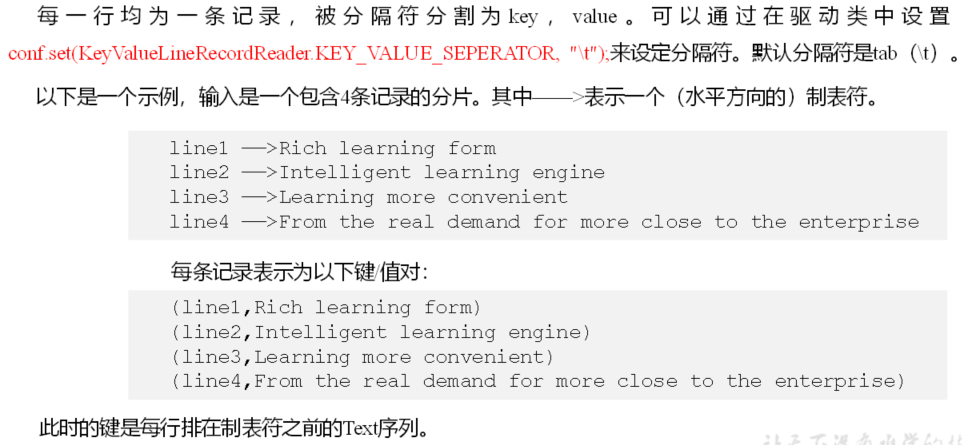 每一行均为一条记录，被分隔符分割为 key，value。可以通过在驱动类中设置
conf.set(KeyValueLineRecordReader.KEY_VALUE_SEPERATOR, "\t");来设定分隔符。默认分隔符是tab（\t）。
以下是一个示例，输入是一个包含4条记录的分片。其中——>表示一个（水平方向的）制表符。
line1 ——>Rich learning form
line2 ——>Intelligent learning engine
line3 ——>Learning more convenient
line4 ——>From the real demand for more close to the enterprise
每条记录表示为以下键/值对：
(line1,Rich learning form)
(line2,Intelligent learning engine)
(line3,Learning more convenient)
(line4,From the real demand for more close to the enterprise)
此时的键是每行排在制表符之前的Text序列。